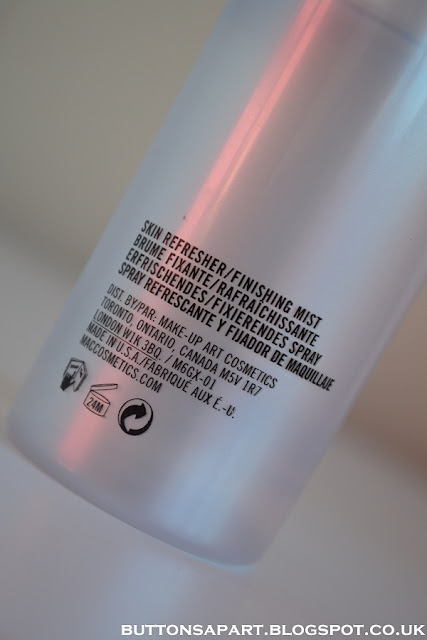 SKIN REFRESHER/FINISHING MIST
BRUME FIXANTE/RAFRAÎCHISSANTE
ERFRISCHENDES/FIXIERENDES SPRAY
SPRAY REFRESCANTE Y FIJADOR DE MAQUILLAJE
DIST. BY/PAR: MAKE-UP ART COSMETICS
TORONTO, ONTARIO, CANADA M5V 1R7
LONDON W1K 3BQ / M6GX-01
MADE IN U.S.A./FABRIQUÉ AUX É.-U.
MACCOSMETICS.COM
24M
BUTTONSAPART.BLOGSPOT.CO.UK